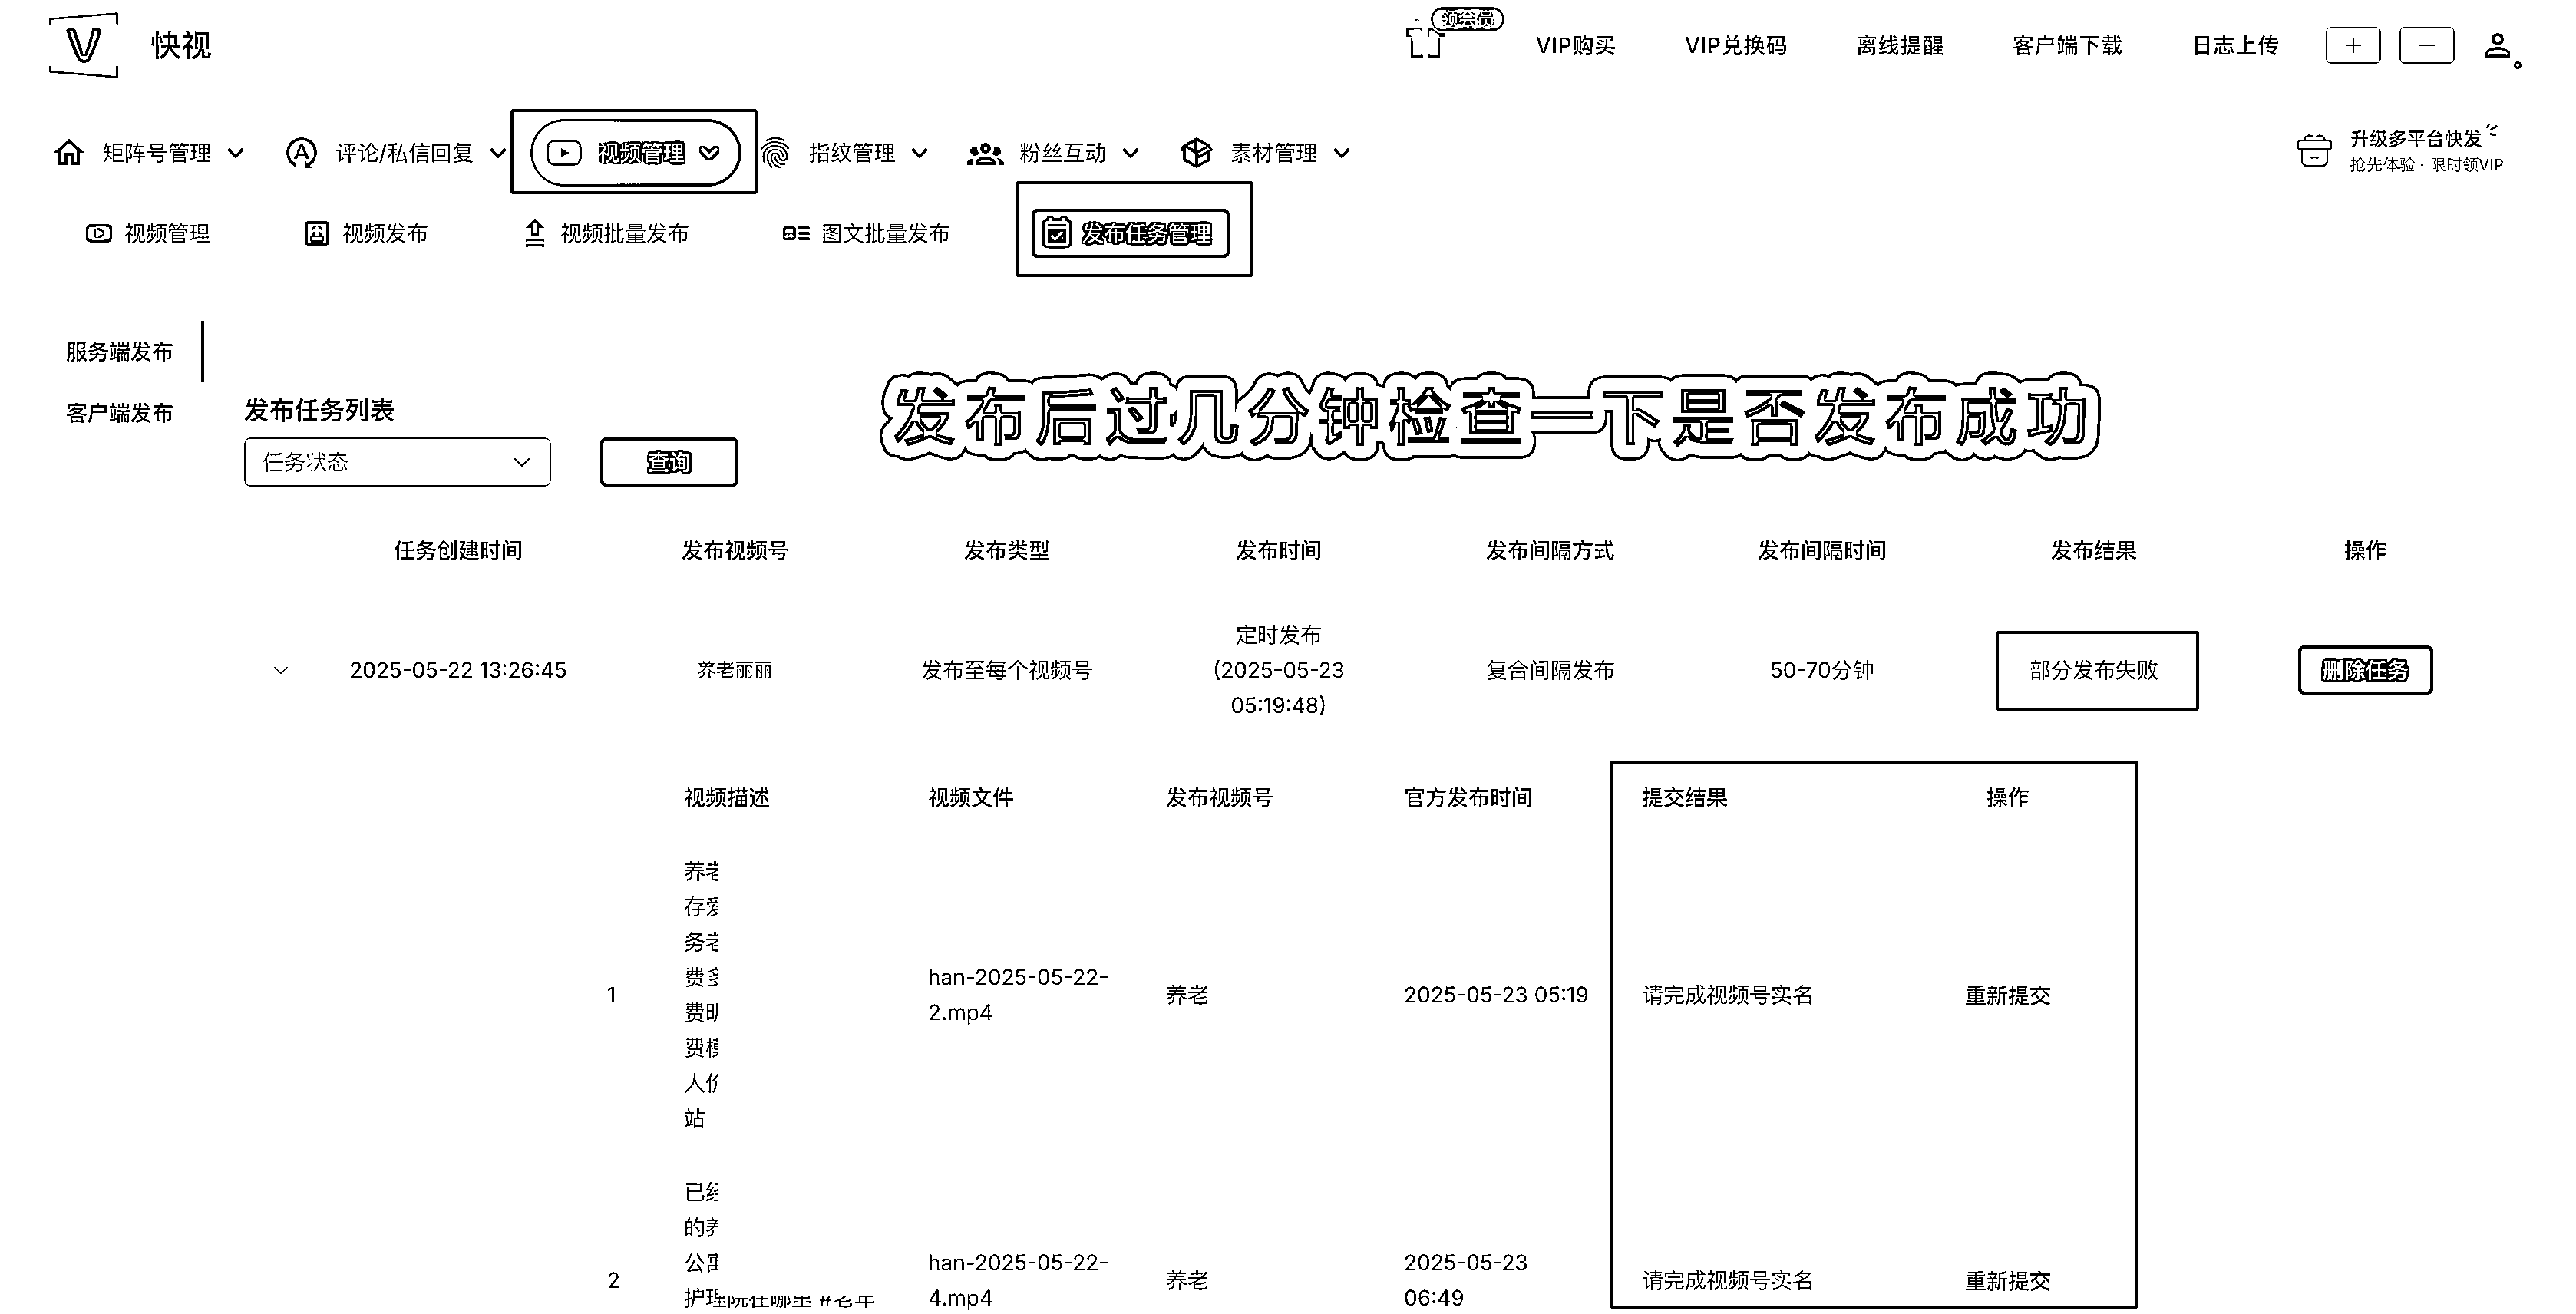 快视
领会员
VIP购买
VIP兑换码
离线提醒
客户端下载
日志上传
矩阵号管理
评论/私信回复
视频管理
指纹管理
粉丝互动
素材管理
升级多平台快发
抢先体验 · 限时领VIP
视频管理
视频发布
视频批量发布
图文批量发布
发布任务管理
服务端发布
客户端发布
发布任务列表
发布后过几分钟检查一下是否发布成功
任务状态
查询
任务创建时间 发布视频号 发布类型 发布时间 发布间隔方式 发布间隔时间 发布结果 操作
定时发布
2025-05-22 13:26:45 养老丽丽 发布至每个视频号 (2025-05-23 复合间隔发布 50-70分钟 部分发布失败 删除任务
05:19:48)
视频描述 视频文件 发布视频号 官方发布时间 提交结果 操作
养
存
务
费
费
费
人
站
1
han-2025-05-22-
2.mp4
养老
2025-05-23 05:19
请完成视频号实名
重新提交
已
的
公
护
2
han-2025-05-22-
4.mp4
养老
2025-05-23
06:49
请完成视频号实名
重新提交